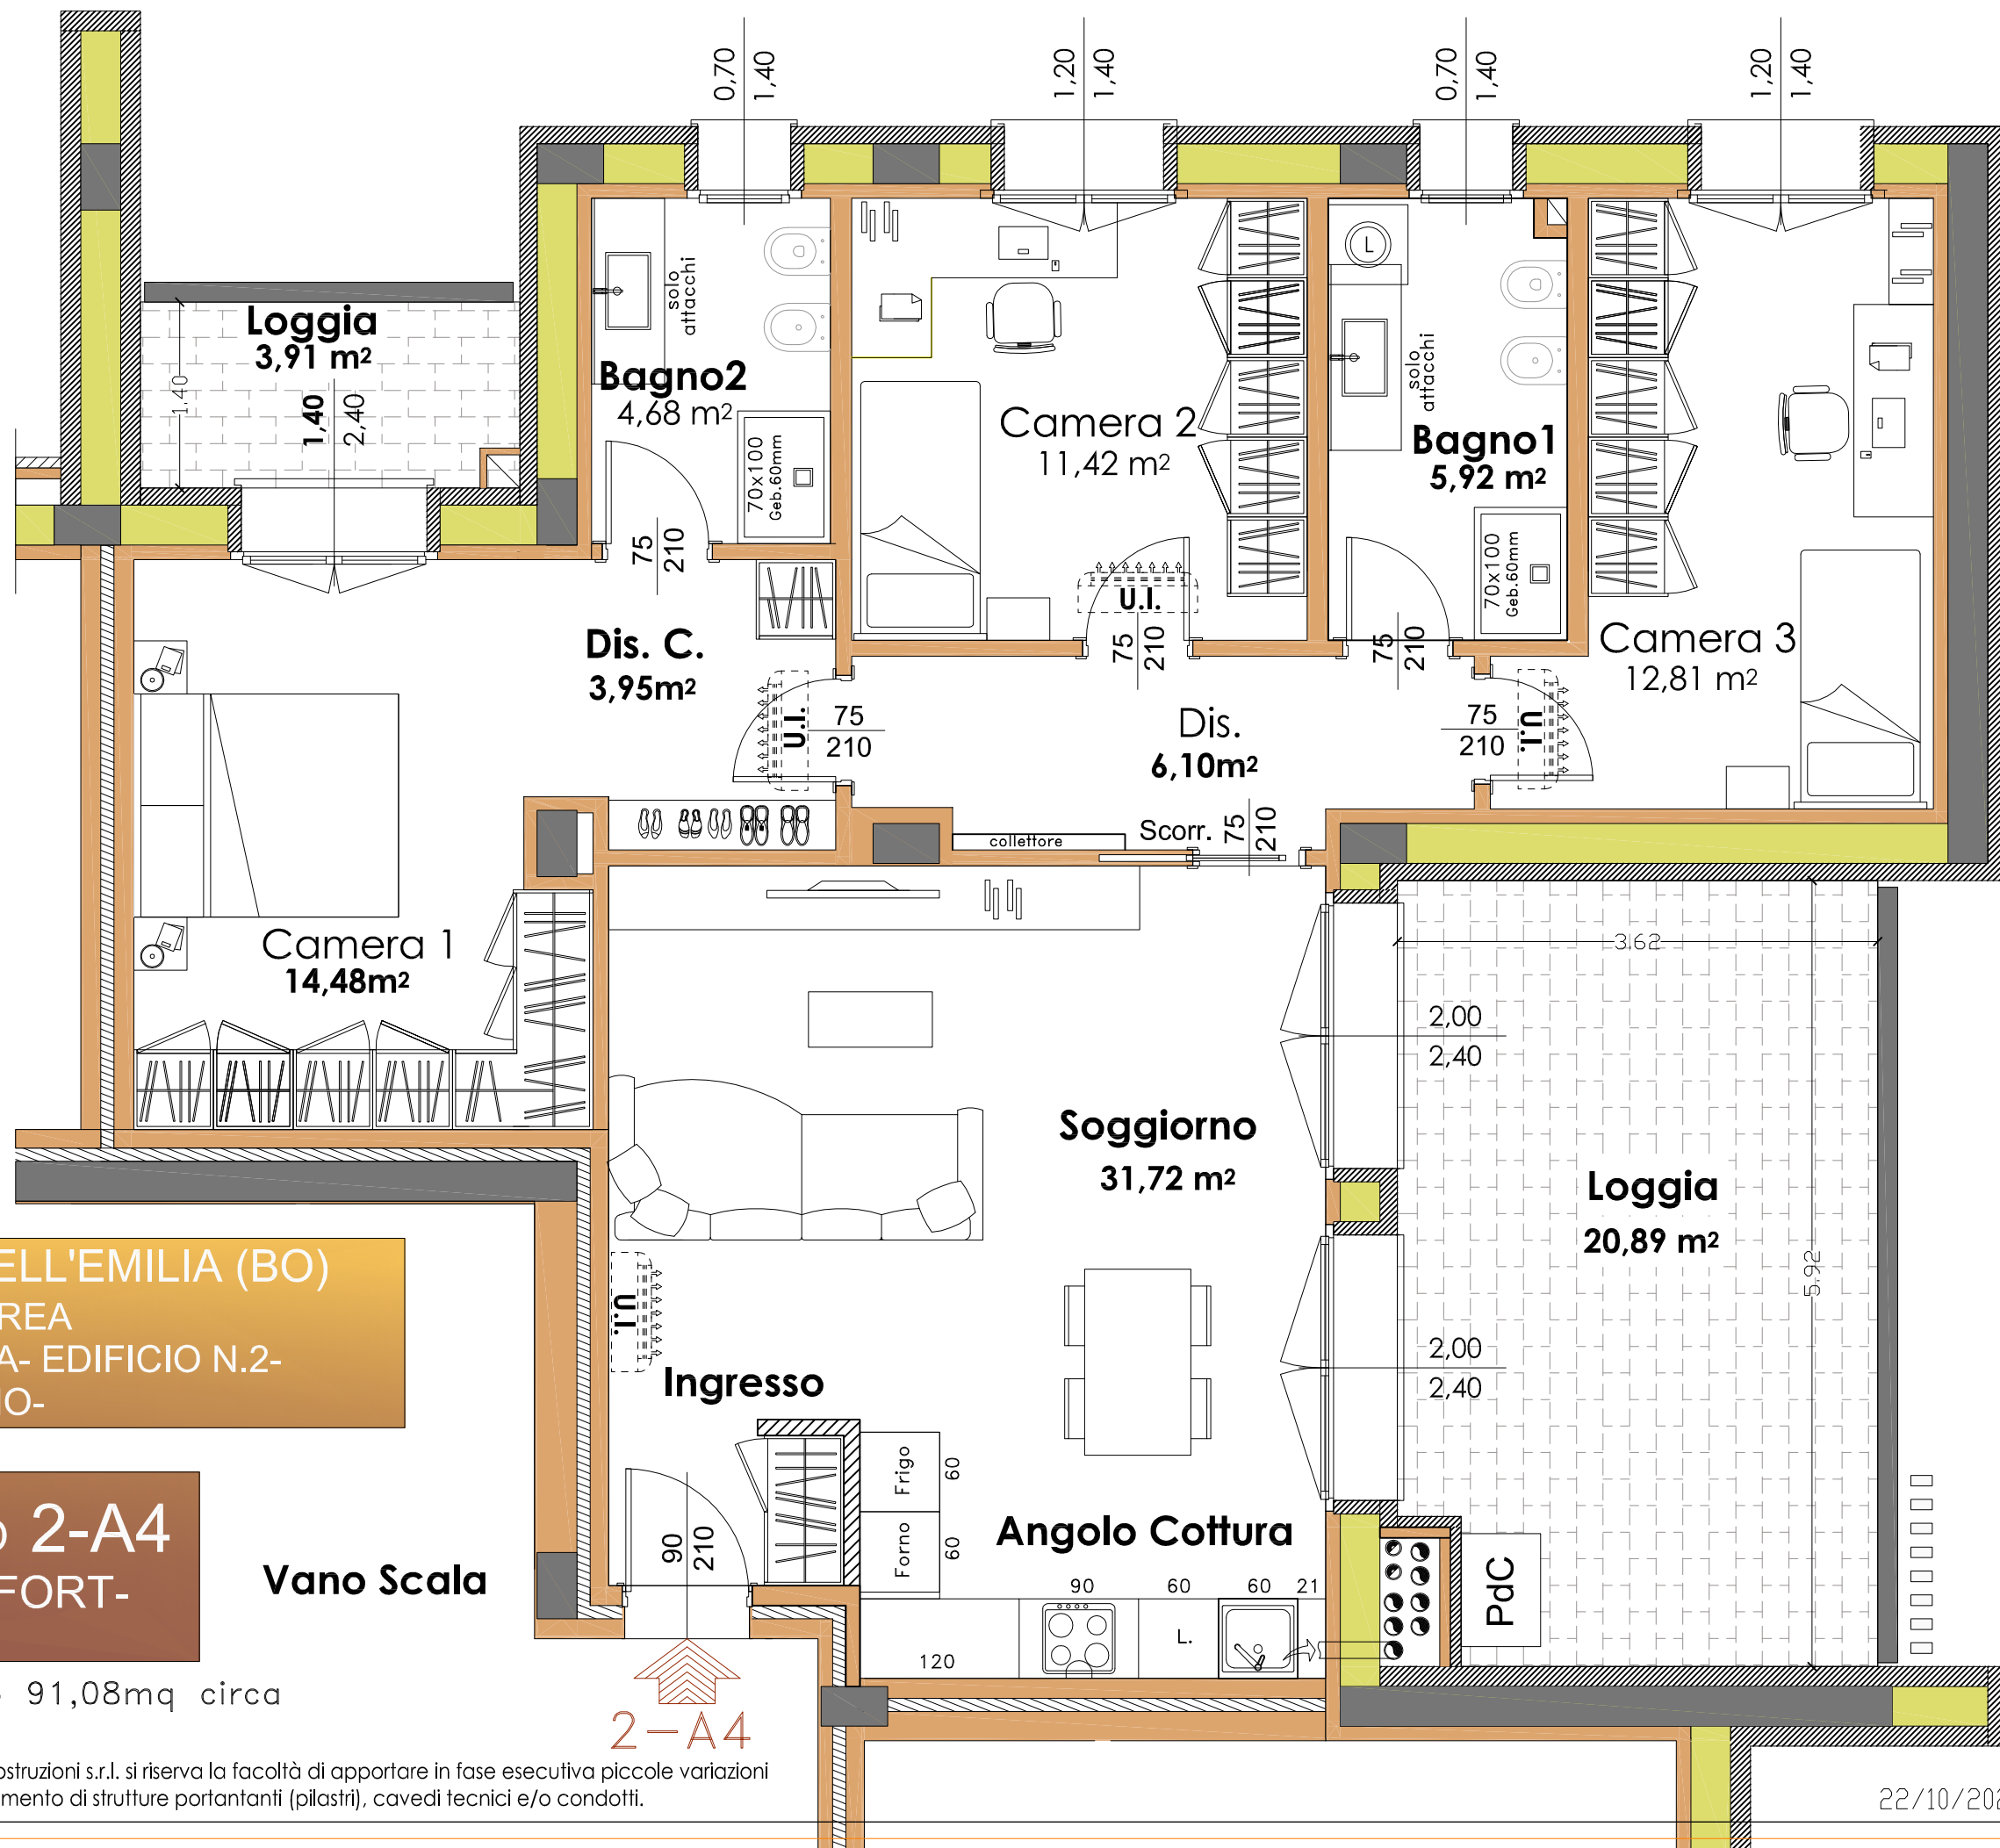 0,70
1,40
1,20
1,40
0,70
1,40
1,20
1,40
Loggia
3,91 m²
1,40
1,40
2,40
solo
attacchi
Bagno2
4,68 m²
70x100
Geb.60mm
75
210
Camera 2
11,42 m²
U.I.
75
210
L
solo
attacchi
Bagno1
5,92 m²
70x100
Geb.60mm
75
210
Camera 3
12,81 m²
Dis. C.
3,95m²
U.I.
75
210
Dis.
6,10m²
75
210
U.I.
collettore
Scorr.
75
210
Camera 1
14,48m²
3,62
2,00
2,40
Soggiorno
31,72 m²
Loggia
20,89 m²
5,92
2,00
2,40
U.I.
Ingresso
Frigo
60
Forno
60
Angolo Cottura
90
60
60
21
120
L.
PdC
90
210
ELL'EMILIA (BO)
REA
A- EDIFICIO N.2-
IO-
o 2-A4
FORT-
Vano Scala
91,08mq circa
2-A4
ostruzioni s.r.l. si riserva la facoltà di apportare in fase esecutiva piccole variazioni
mento di strutture portantanti (pilastri), cavedi tecnici e/o condotti.
22/10/202